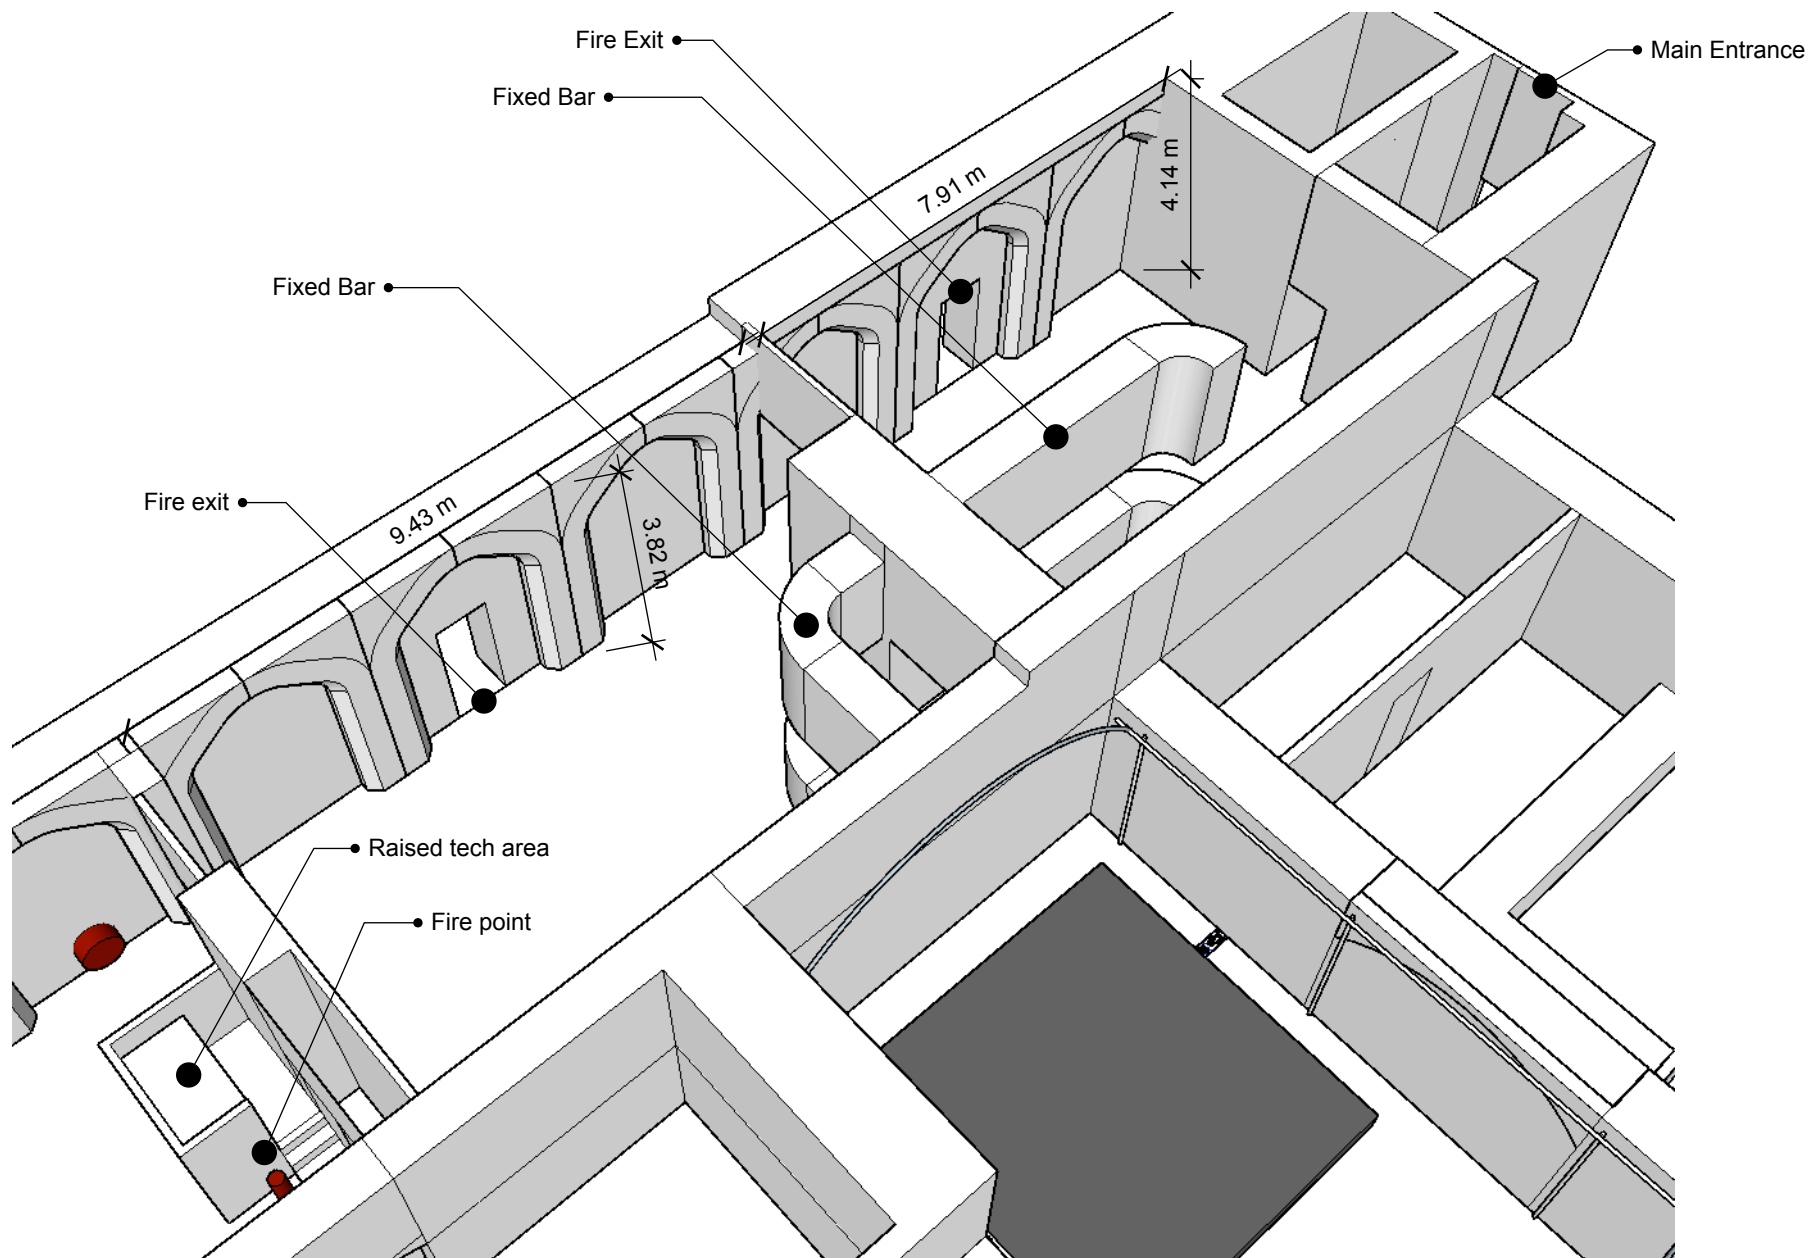 Fire Exit
Main Entrance
Fixed Bar
4.14 m
7.91 m
Fixed Bar
Fire exit
9.43 m
3.82 m
Raised tech area
Fire point